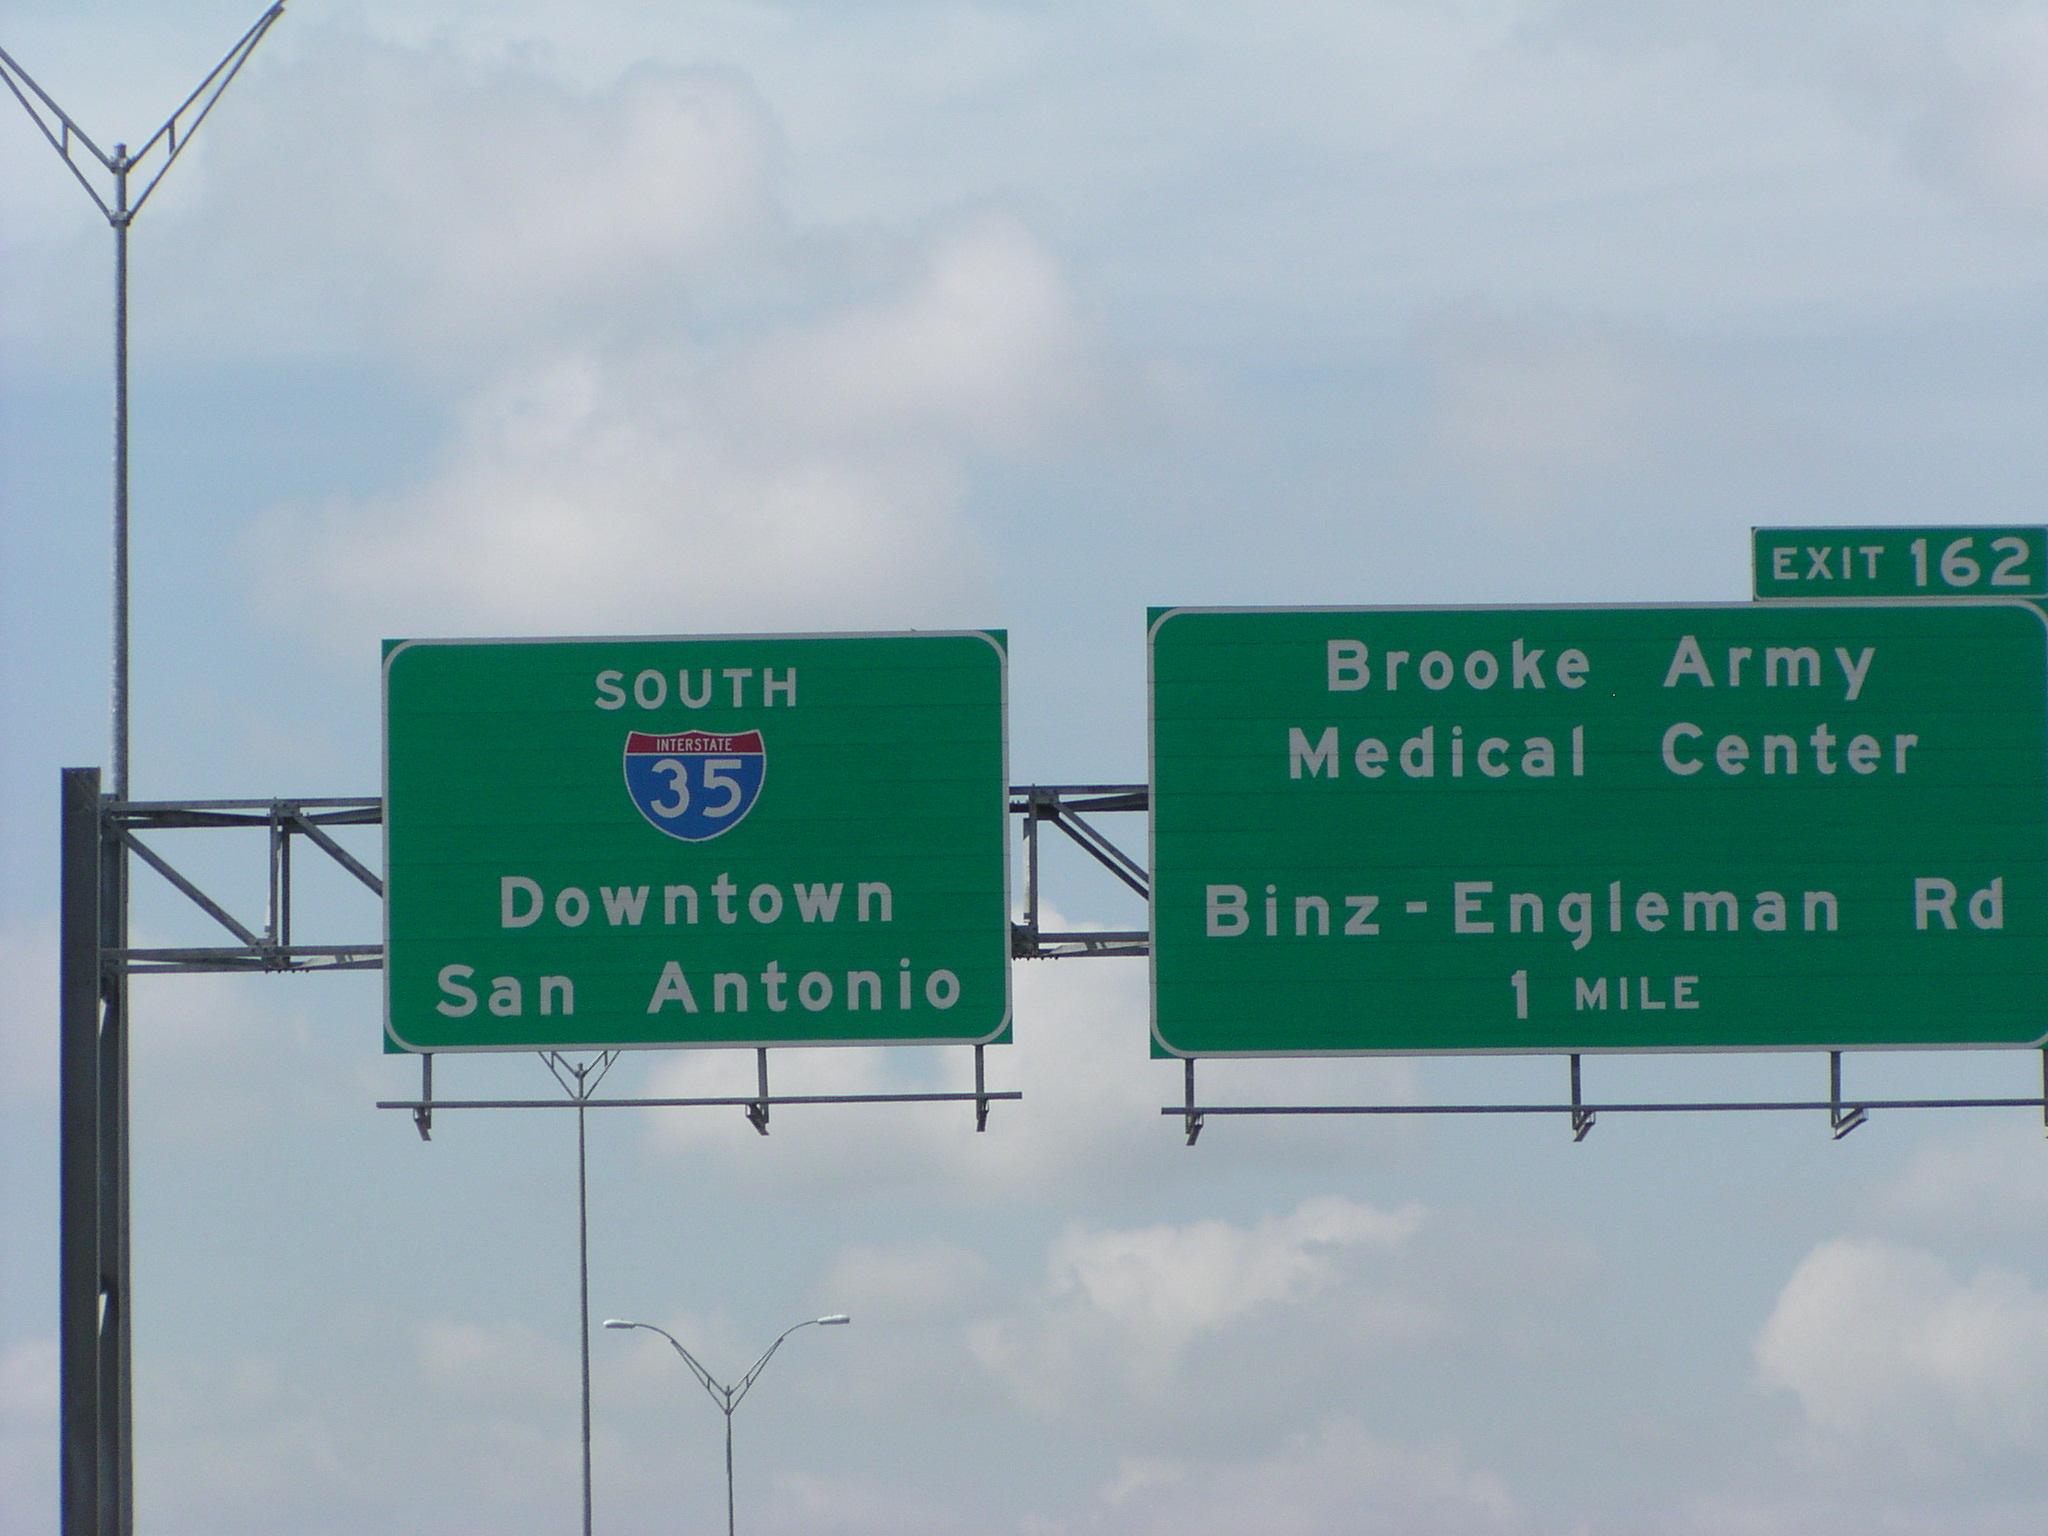 SOUTH
INTERSTATE
35
Downtown
San Antonio
EXIT 162
Brooke Army
Medical Center
Binz-Engleman Rd
1 MILE